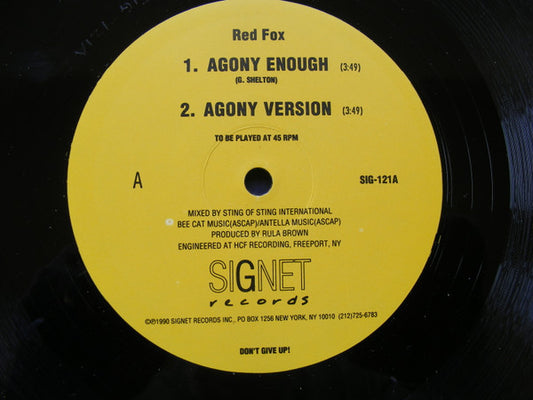 Red Fox
1. AGONY ENOUGH (3:49)
(G. SHELTON)
2. AGONY VERSION (3:49)
TO BE PLAYED AT 45 RPM
A SIG-121A
MIXED BY STING OF STING INTERNATIONAL
BEE CAT MUSIC(ASCAP)/ANTELLA MUSIC(ASCAP)
PRODUCED BY RULA BROWN
ENGINEERED AT HCF RECORDING, FREEPORT, NY
SIGNET
records
©℗1990 SIGNET RECORDS INC., PO BOX 1256 NEW YORK, NY 10010 (212)725-6783
DON'T GIVE UP!